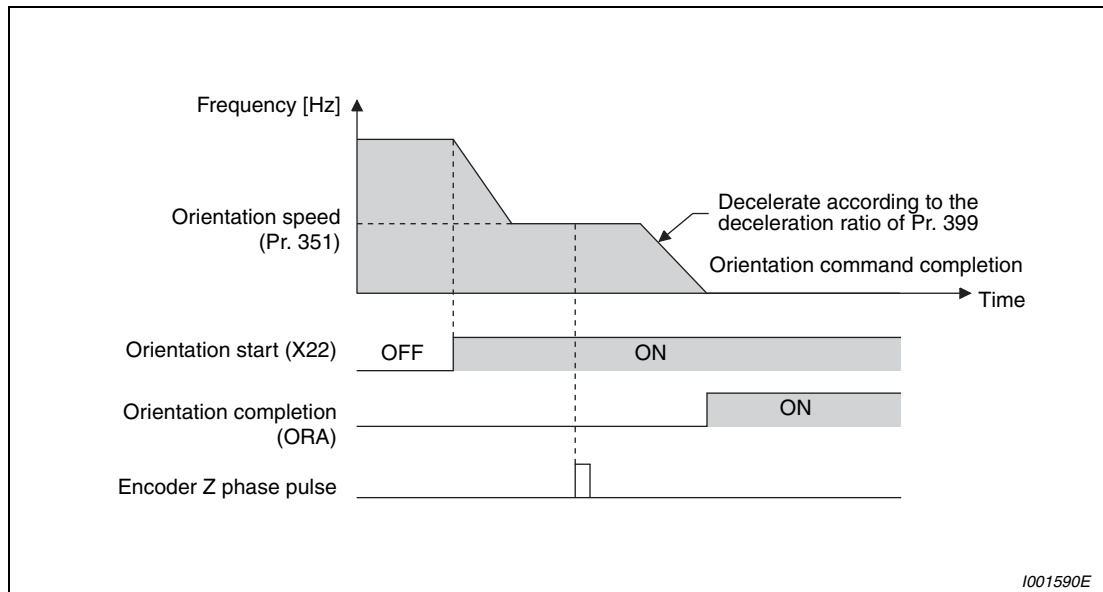 Frequency [Hz]
Orientation speed
(Pr. 351)
Decelerate according to the
deceleration ratio of Pr. 399
Orientation command completion
Time
Orientation start (X22)
OFF
ON
Orientation completion
(ORA)
ON
Encoder Z phase pulse
I001590E